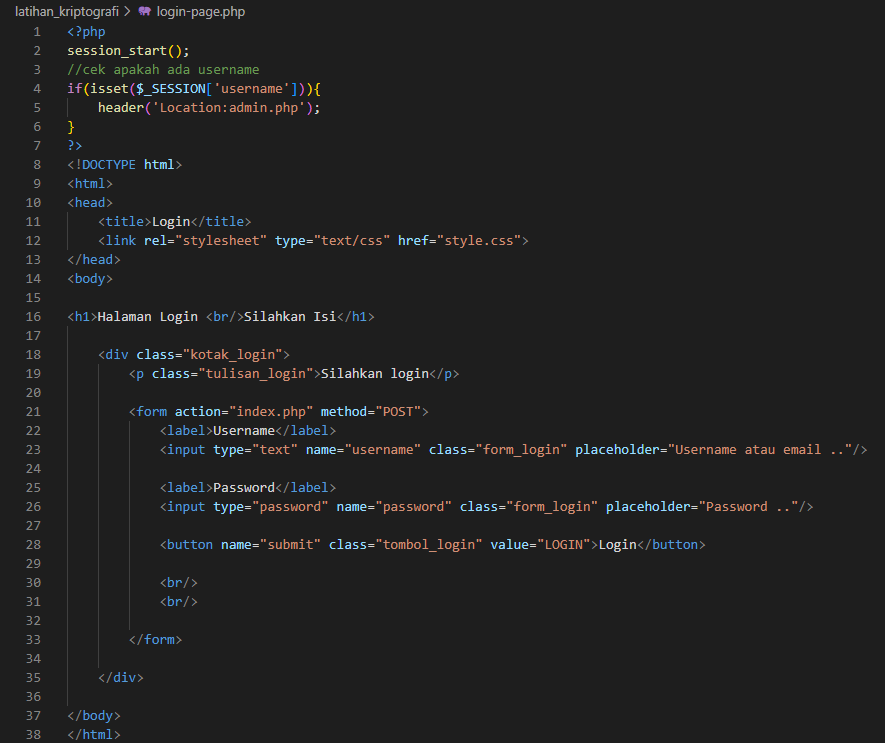 latihan_kriptografi > login-page.php
1 <?php
2 session_start();
3 //cek apakah ada username
4 if(isset($_SESSION['username'])){
5     header('Location:admin.php');
6 }
7 ?>
8 <!DOCTYPE html>
9 <html>
10 <head>
11     <title>Login</title>
12     <link rel="stylesheet" type="text/css" href="style.css">
13 </head>
14 <body>
15
16 <h1>Halaman Login <br/>Silahkan Isi</h1>
17
18     <div class="kotak_login">
19         <p class="tulisan_login">Silahkan login</p>
20
21         <form action="index.php" method="POST">
22             <label>Username</label>
23             <input type="text" name="username" class="form_login" placeholder="Username atau email .."/>
24
25             <label>Password</label>
26             <input type="password" name="password" class="form_login" placeholder="Password .."/>
27
28             <button name="submit" class="tombol_login" value="LOGIN">Login</button>
29
30             <br/>
31             <br/>
32
33         </form>
34
35     </div>
36
37 </body>
38 </html>